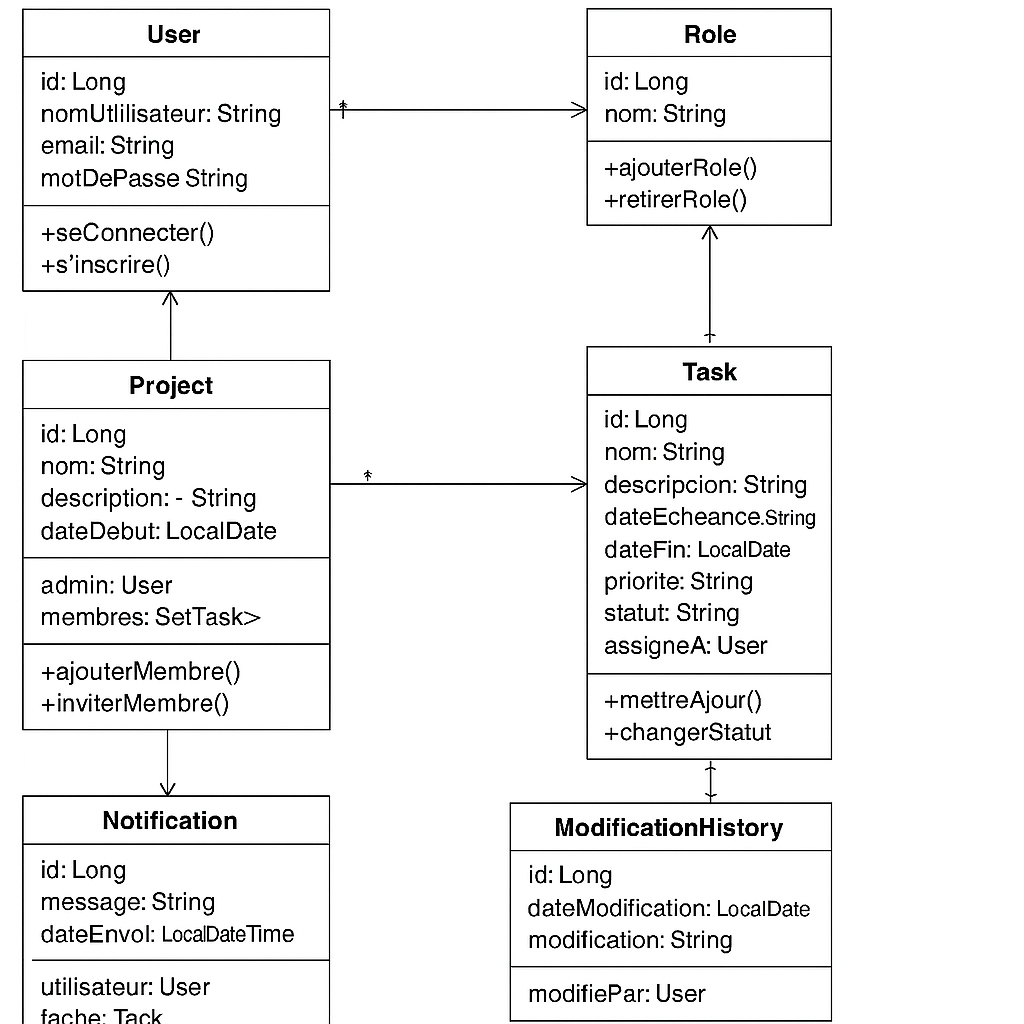 User
id: Long
nomUtlilisateur: String
email: String
motDePasse String
+seConnecter()
+s'inscrire()
Role
id: Long
nom: String
+ajouterRole()
+retirerRole()
Project
id: Long
nom: String
description: - String
dateDebut: LocalDate
admin: User
membres: SetTask>
+ajouterMembre()
+inviterMembre()
Task
id: Long
nom: String
descripcion: String
dateEcheance.String
dateFin: LocalDate
priorite: String
statut: String
assigneA: User
+mettreAjour()
+changerStatut
Notification
id: Long
message: String
dateEnvol: LocalDateTime
utilisateur: User
fache: Tack
ModificationHistory
id: Long
dateModification: LocalDate
modification: String
modifiePar: User